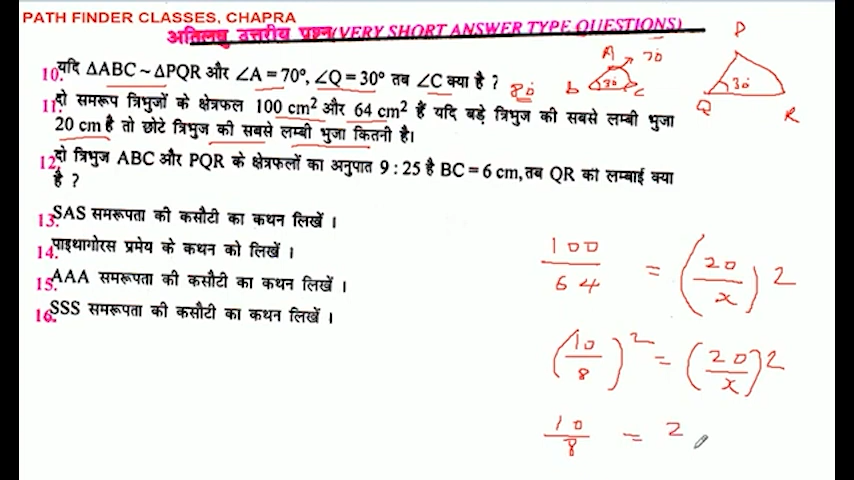 PATH FINDER CLASSES, CHAPRA
अतिलघु उत्तरीय प्रश्न(VERY SHORT ANSWER TYPE QUESTIONS)
10. यदि ΔABC ~ ΔPQR और ∠A = 70°, ∠Q = 30° तब ∠C क्या है ? 80°
11. दो समरूप त्रिभुजों के क्षेत्रफल 100 cm² और 64 cm² हैं यदि बड़े त्रिभुज की सबसे लम्बी भुजा
20 cm है तो छोटे त्रिभुज की सबसे लम्बी भुजा कितनी है।
12. दो त्रिभुज ABC और PQR के क्षेत्रफलों का अनुपात 9 : 25 है BC = 6 cm, तब QR की लम्बाई क्या
है ?
13. SAS समरूपता की कसौटी का कथन लिखें ।
14. पाइथागोरस प्रमेय के कथन को लिखें ।
15. AAA समरूपता की कसौटी का कथन लिखें ।
16. SSS समरूपता की कसौटी का कथन लिखें ।
A 70°
B 30° C
P
30°
Q R
100/64 = (20/x)2
(10/8)2 = (20/x)2
10/8 = 2